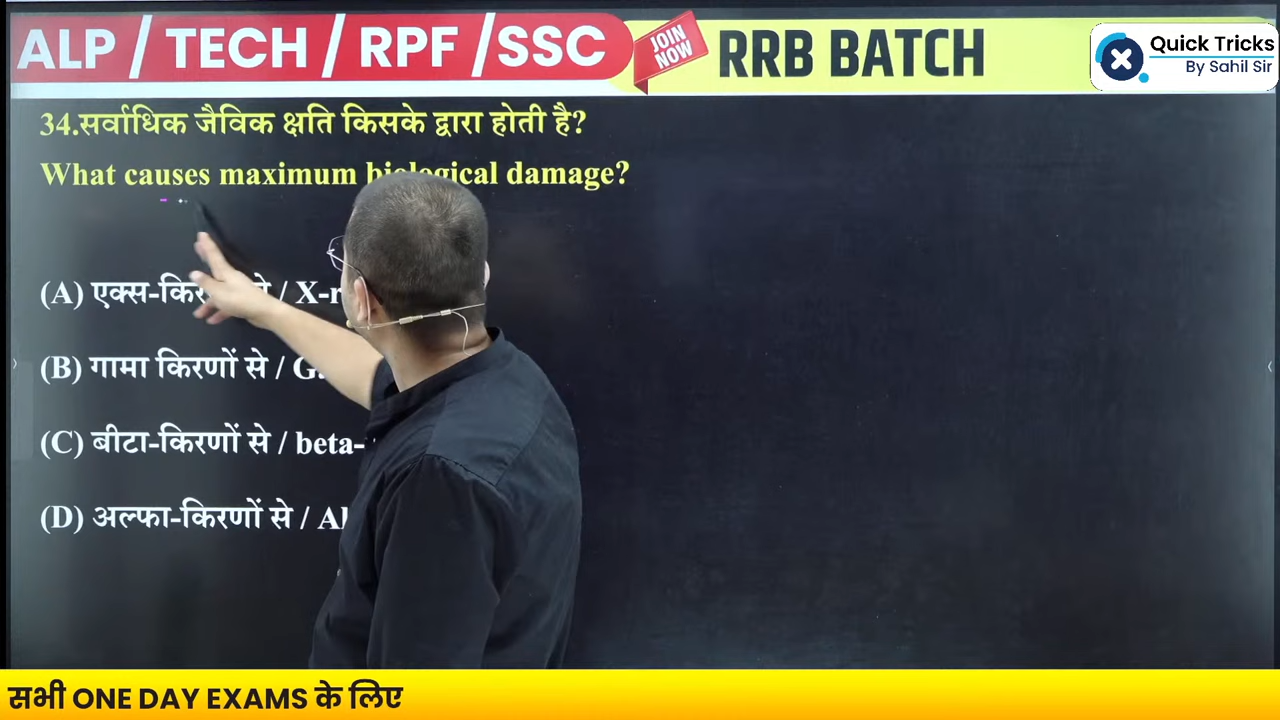 ALP / TECH / RPF / SSC
JOIN NOW
RRB BATCH
Quick Tricks
By Sahil Sir
34.सर्वाधिक जैविक क्षति किसके द्वारा होती है?
What causes maximum biological damage?
(A) एक्स-किर / X-r
(B) गामा किरणों से / G
(C) बीटा-किरणों से / beta-
(D) अल्फा-किरणों से / Al
सभी ONE DAY EXAMS के लिए